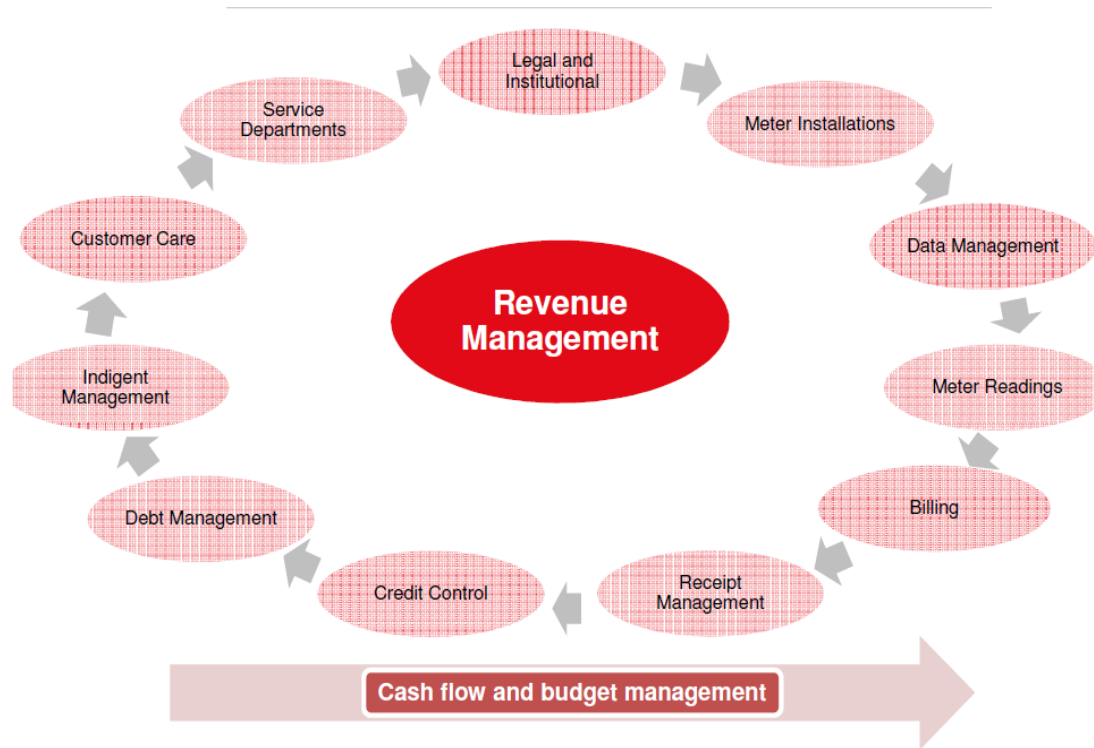 Legal and
Institutional
Meter Installations
Data Management
Meter Readings
Billing
Receipt
Management
Credit Control
Debt Management
Indigent
Management
Customer Care
Service
Departments
Revenue
Management
Cash flow and budget management